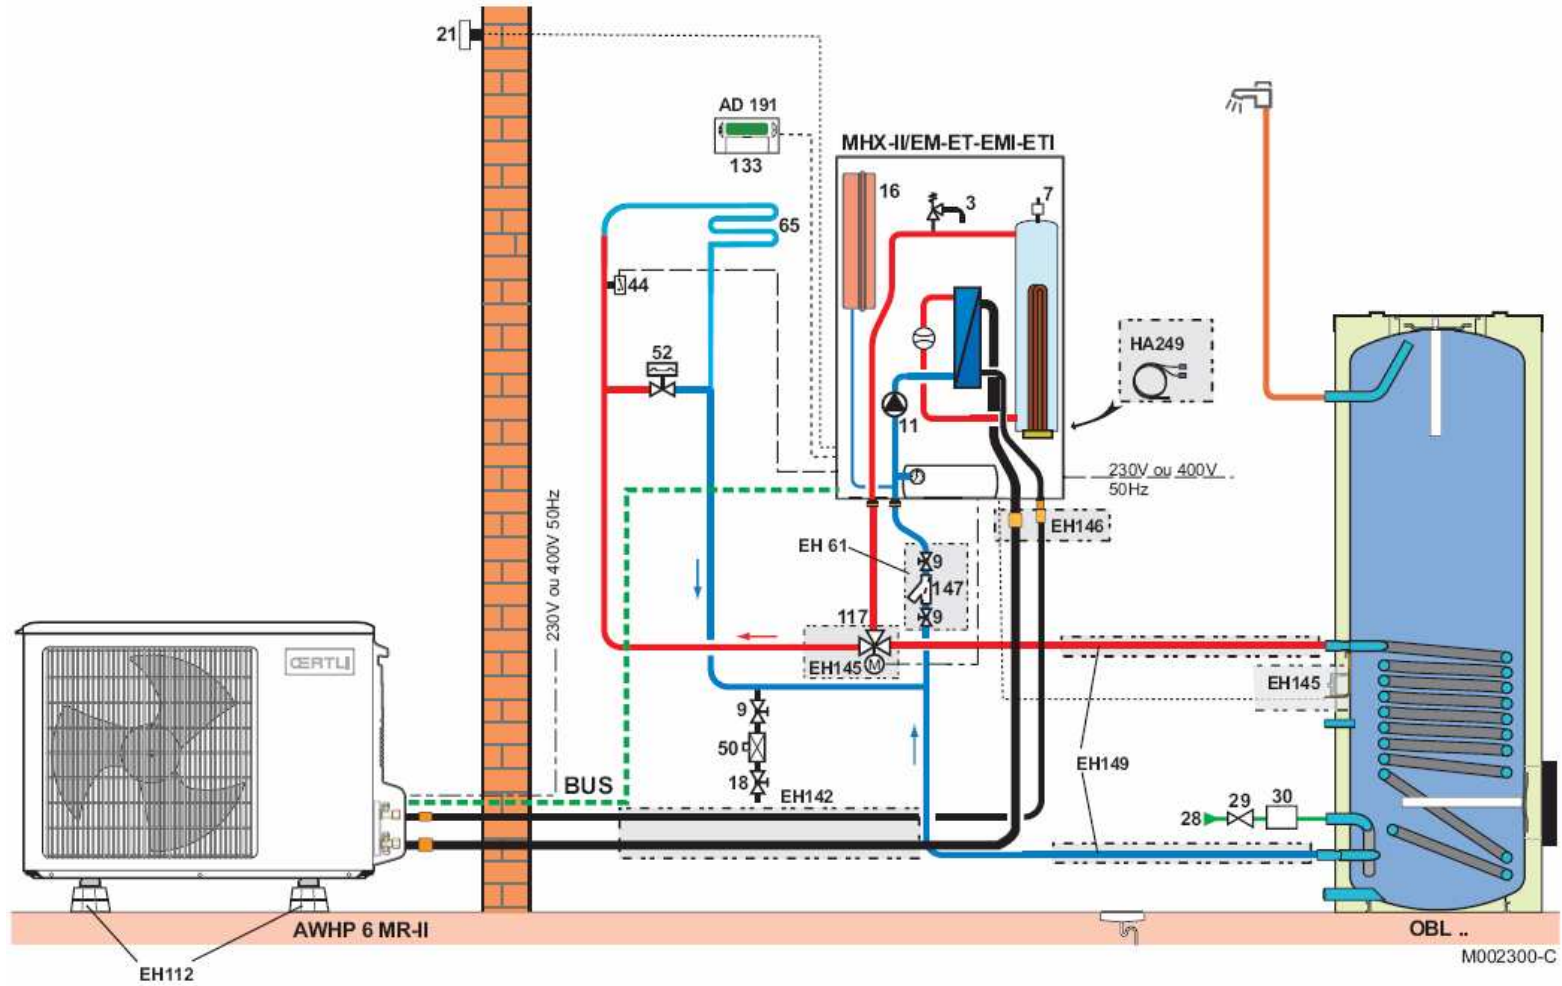 21
AD 191
133
MHX-II/EM-ET-EMI-ETI
16
3
7
65
44
52
11
HA249
230V ou 400V
50Hz
230V ou 400V 50Hz
EH146
EH 61
9
147
9
117
EH145
M
EH145
ŒRTLI
9
50
18
EH142
BUS
EH149
28
29
30
AWHP 6 MR-II
OBL ..
M002300-C
EH112